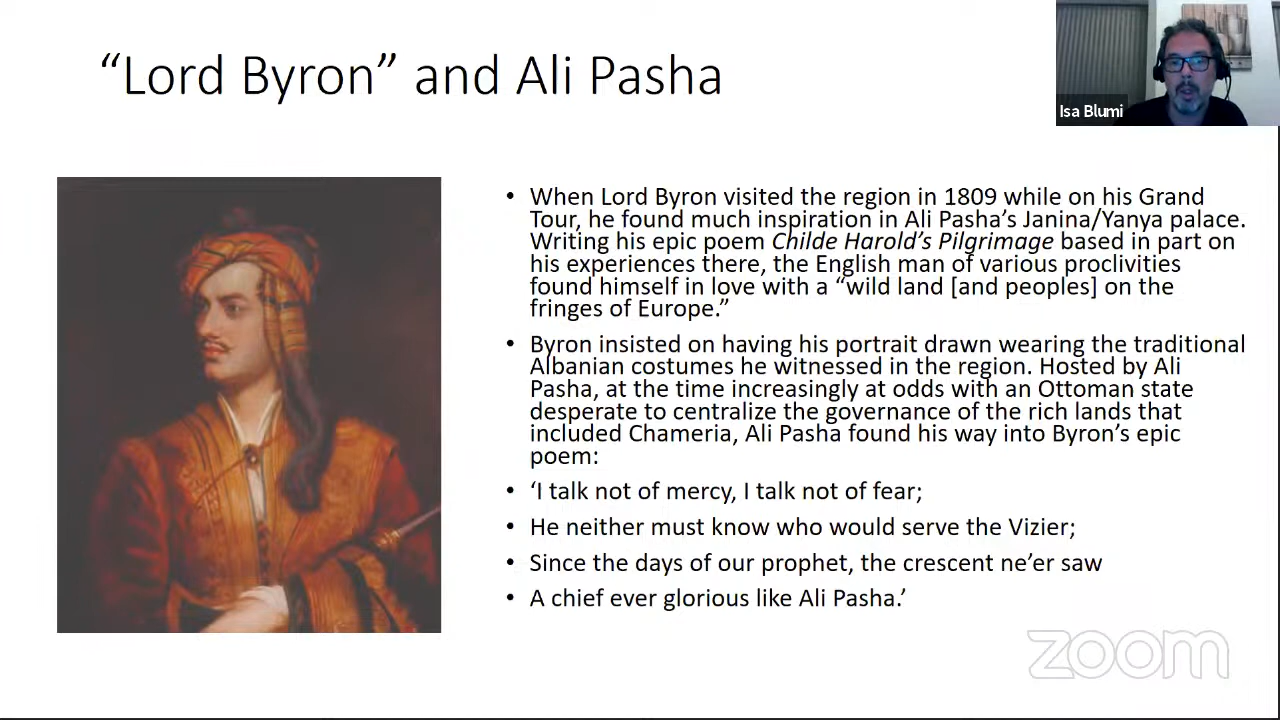 “Lord Byron” and Ali Pasha
Isa Blumi
• When Lord Byron visited the region in 1809 while on his Grand
Tour, he found much inspiration in Ali Pasha’s Janina/Yanya palace.
Writing his epic poem Childe Harold’s Pilgrimage based in part on
his experiences there, the English man of various proclivities
found himself in love with a “wild land [and peoples] on the
fringes of Europe.”
• Byron insisted on having his portrait drawn wearing the traditional
Albanian costumes he witnessed in the region. Hosted by Ali
Pasha, at the time increasingly at odds with an Ottoman state
desperate to centralize the governance of the rich lands that
included Chameria, Ali Pasha found his way into Byron’s epic
poem:
• ‘I talk not of mercy, I talk not of fear;
• He neither must know who would serve the Vizier;
• Since the days of our prophet, the crescent ne’er saw
• A chief ever glorious like Ali Pasha.’
zoom